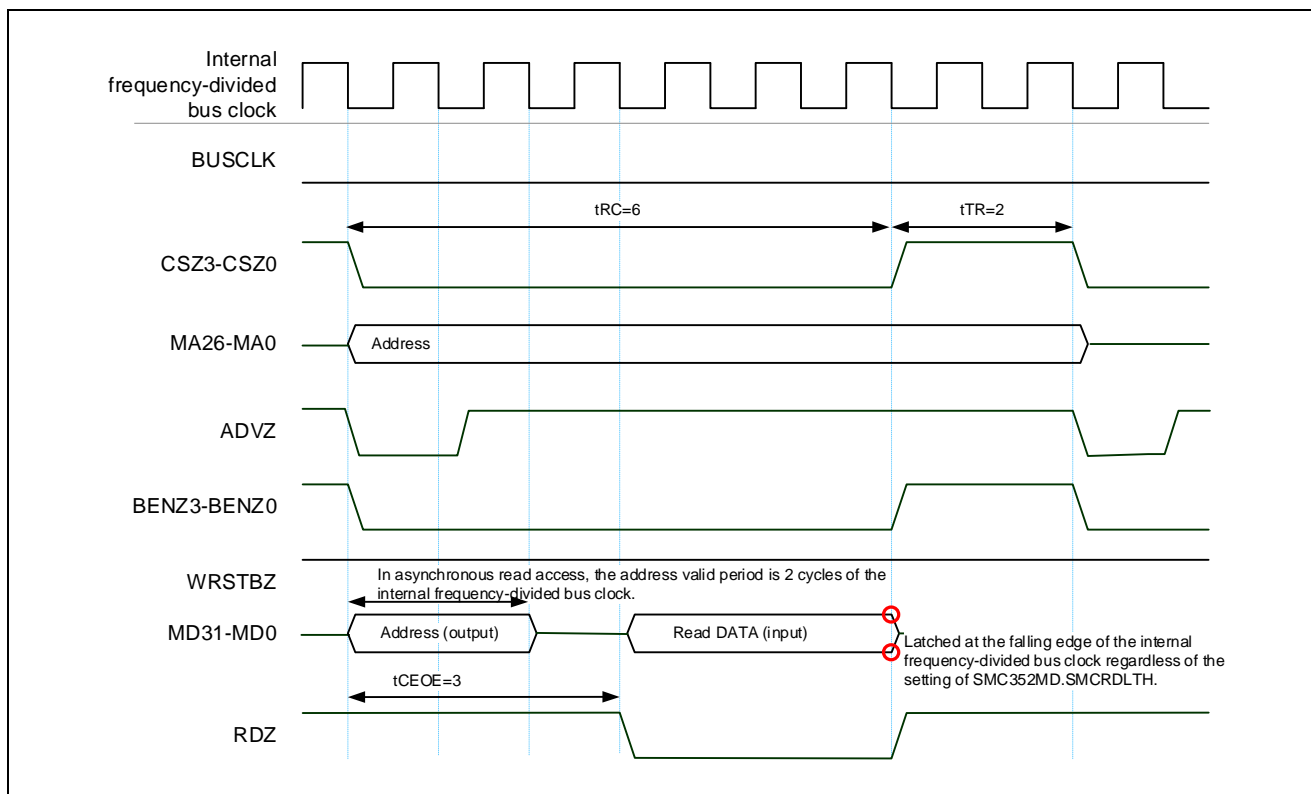 Internal
frequency-divided
bus clock
BUSCLK
tRC=6
tTR=2
CSZ3-CSZ0
MA26-MA0
Address
ADVZ
BENZ3-BENZ0
WRSTBZ
In asynchronous read access, the address valid period is 2 cycles of the
internal frequency-divided bus clock.
MD31-MD0
Address (output)
Read DATA (input)
Latched at the falling edge of the internal
frequency-divided bus clock regardless of the
setting of SMC352MD.SMCRDLTH.
tCEOE=3
RDZ